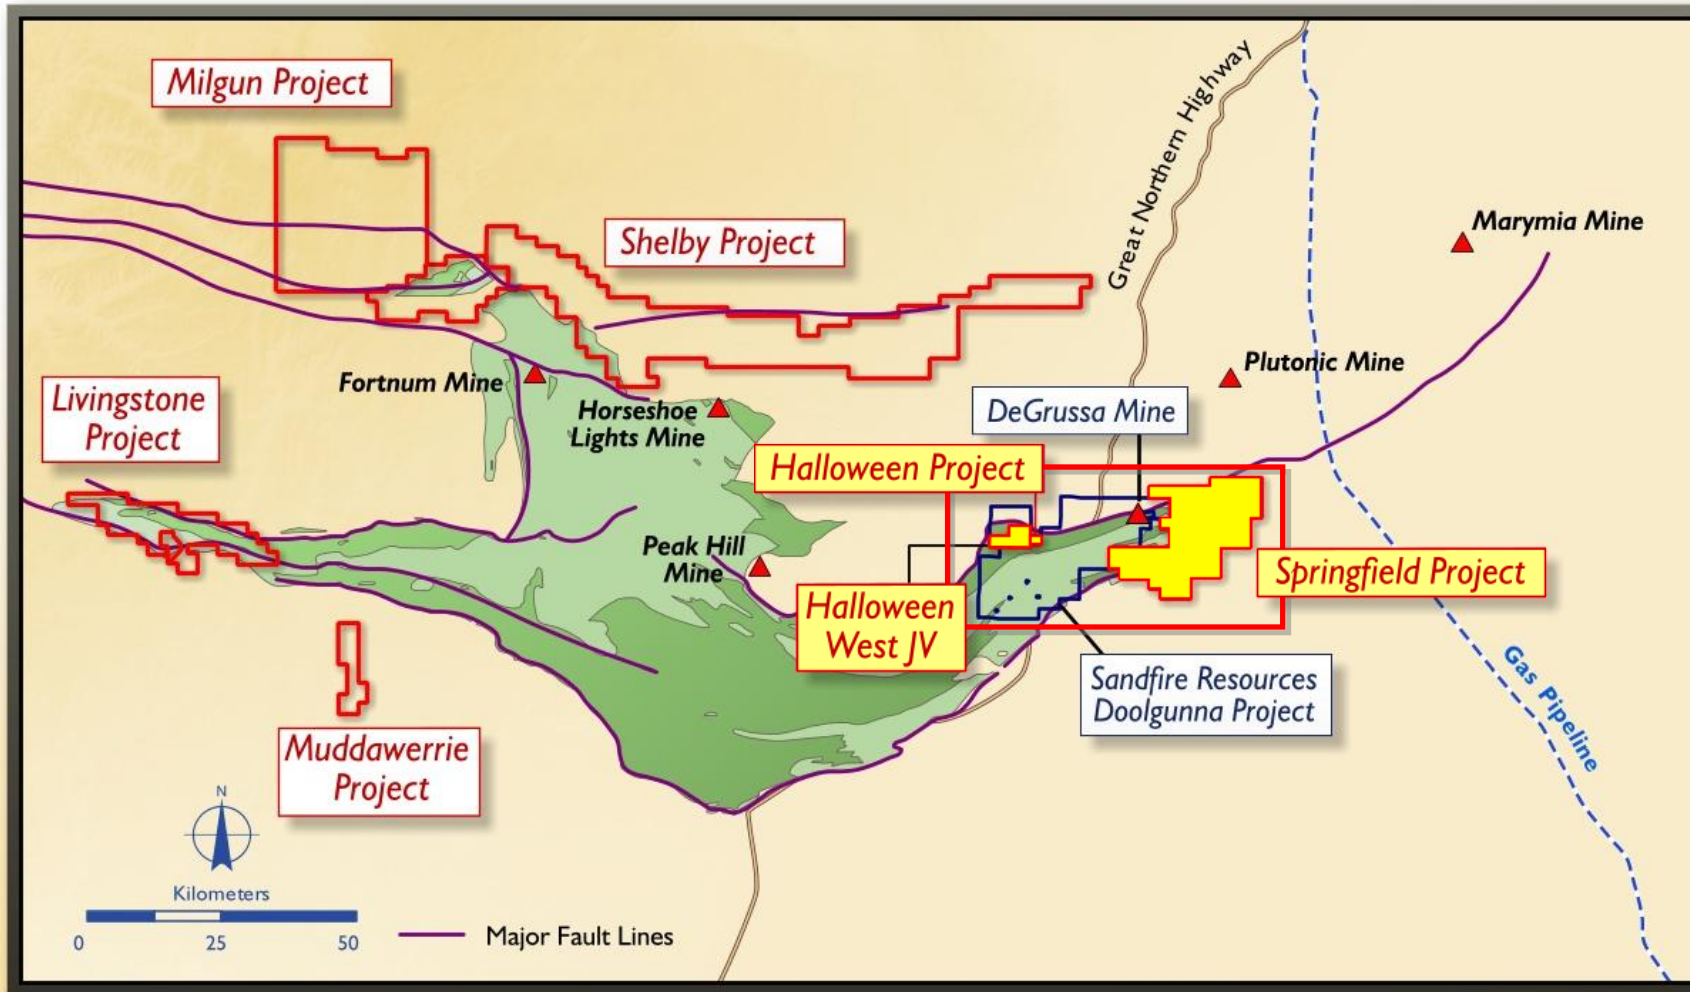 Milgun Project
Great Northern Highway
Shelby Project
Marymia Mine
Fortnum Mine
Plutonic Mine
Livingstone
Project
Horseshoe
Lights Mine
DeGrussa Mine
Halloween Project
Peak Hill
Mine
Springfield Project
Halloween
West JV
Sandfire Resources
Doolgunna Project
Gas Pipeline
Muddawerrie
Project
N
Kilometers
0 25 50
Major Fault Lines